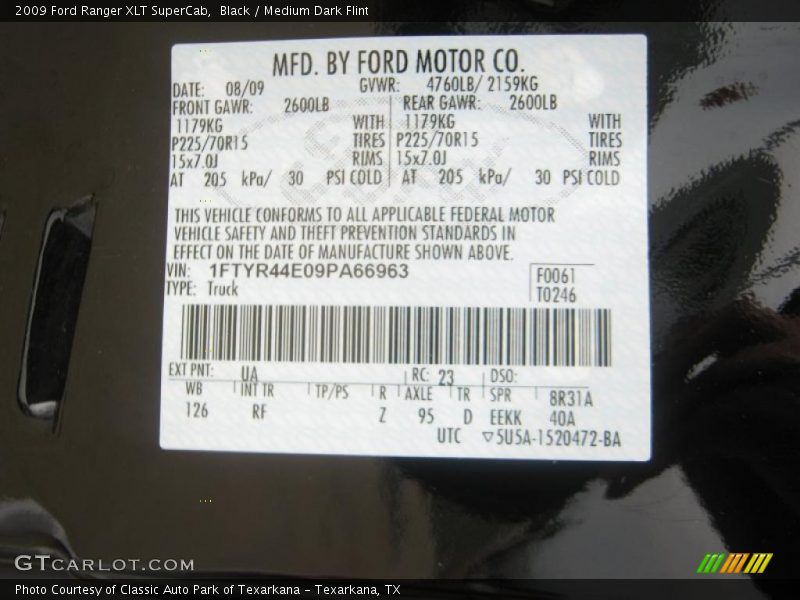 2009 Ford Ranger XLT SuperCab, Black / Medium Dark Flint
MFD. BY FORD MOTOR CO.
DATE: 08/09 GVWR: 4760LB/ 2159KG
FRONT GAWR: 2600LB REAR GAWR: 2600LB
1179KG WITH 1179KG WITH
P225/70R15 TIRES P225/70R15 TIRES
15x7.0J RIMS 15x7.0J RIMS
AT 205 kPa/ 30 PSI COLD AT 205 kPa/ 30 PSI COLD
THIS VEHICLE CONFORMS TO ALL APPLICABLE FEDERAL MOTOR
VEHICLE SAFETY AND THEFT PREVENTION STANDARDS IN
EFFECT ON THE DATE OF MANUFACTURE SHOWN ABOVE.
VIN: 1FTYR44E09PA66963 F0061
TYPE: Truck T0246
EXT PNT: UA RC: 23 DSO:
WB INT TR TP/PS R AXLE TR SPR 8R31A
126 RF Z 95 D EEKK 40A
UTC ▽5U5A-1520472-BA
GTCARLOT.COM
Photo Courtesy of Classic Auto Park of Texarkana - Texarkana, TX